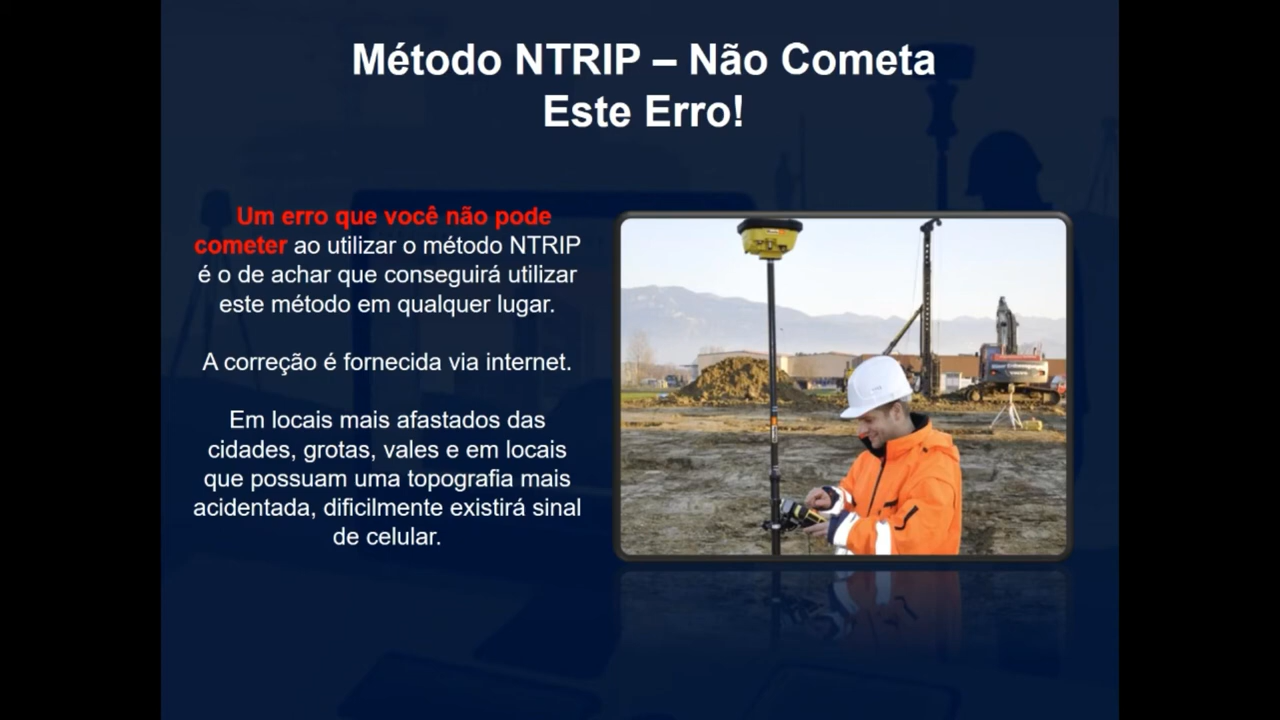 Método NTRIP – Não Cometa
Este Erro!
Um erro que você não pode
cometer ao utilizar o método NTRIP
é o de achar que conseguirá utilizar
este método em qualquer lugar.
A correção é fornecida via internet.
Em locais mais afastados das
cidades, grotas, vales e em locais
que possuam uma topografia mais
acidentada, dificilmente existirá sinal
de celular.